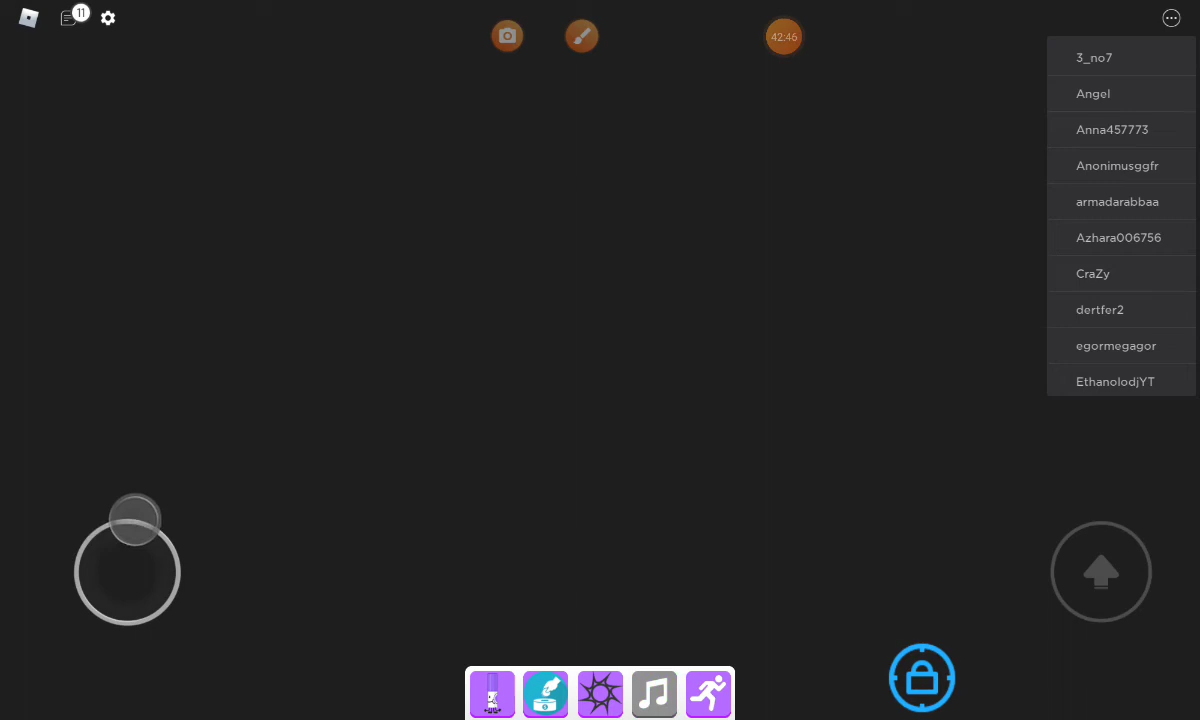 11
42:46
3_no7
Angel
Anna457773
Anonimusggfr
armadarabbaa
Azhara006756
CraZy
dertfer2
egormegagor
EthanolodjYT